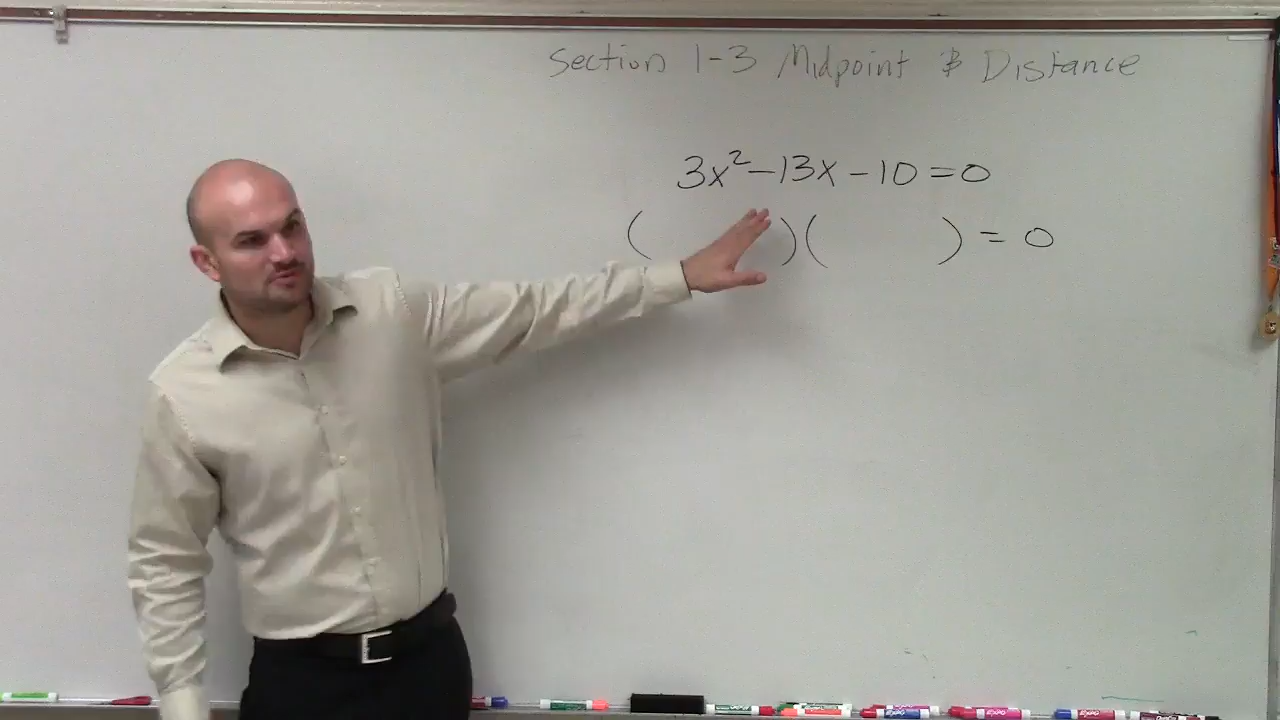 Section 1-3 Midpoint & Distance
3x²-13x-10=0
( )( ) = 0